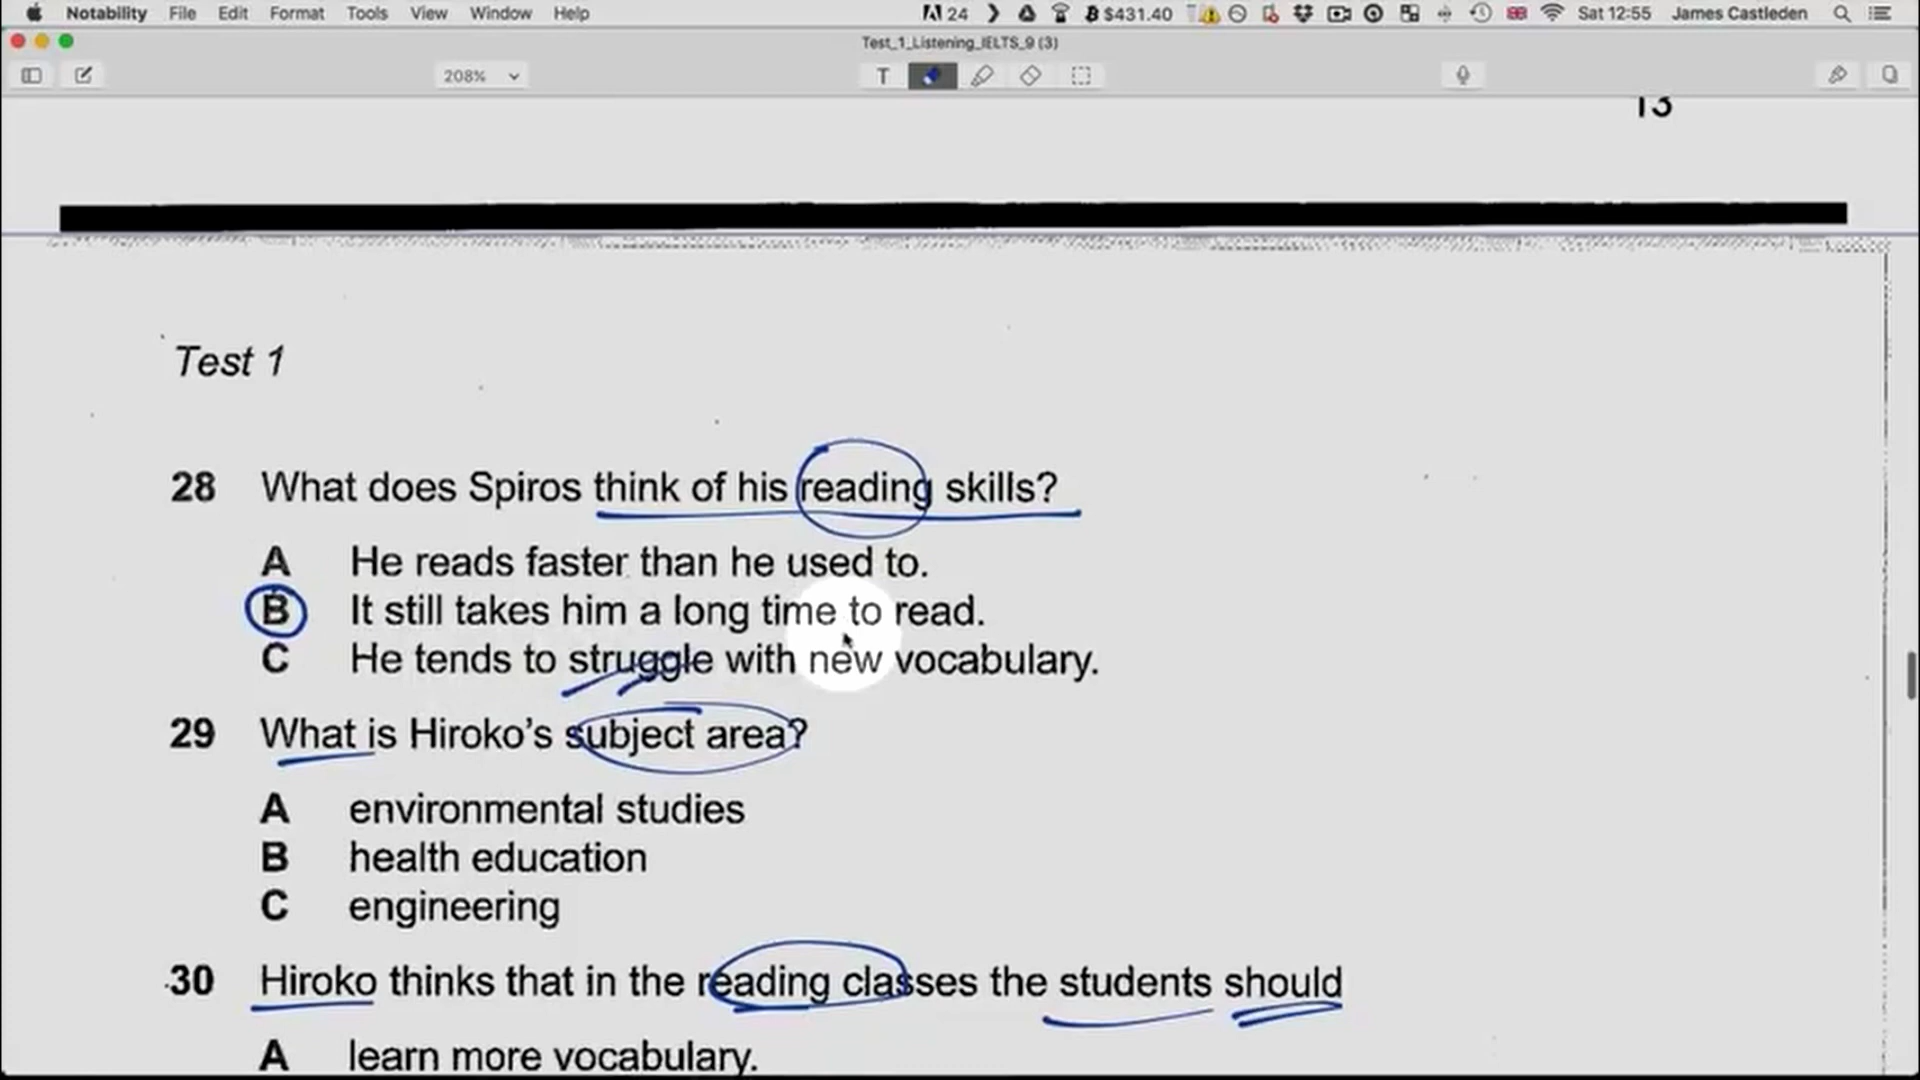 Notability File Edit Format Tools View Window Help 24 $431.40 Sat 12:55 James Castleden
Test_1_Listening_IELTS_9 (3)
208% T
13
Test 1
28 What does Spiros think of his reading skills?
A He reads faster than he used to.
B It still takes him a long time to read.
C He tends to struggle with new vocabulary.
29 What is Hiroko's subject area?
A environmental studies
B health education
C engineering
30 Hiroko thinks that in the reading classes the students should
A learn more vocabulary.